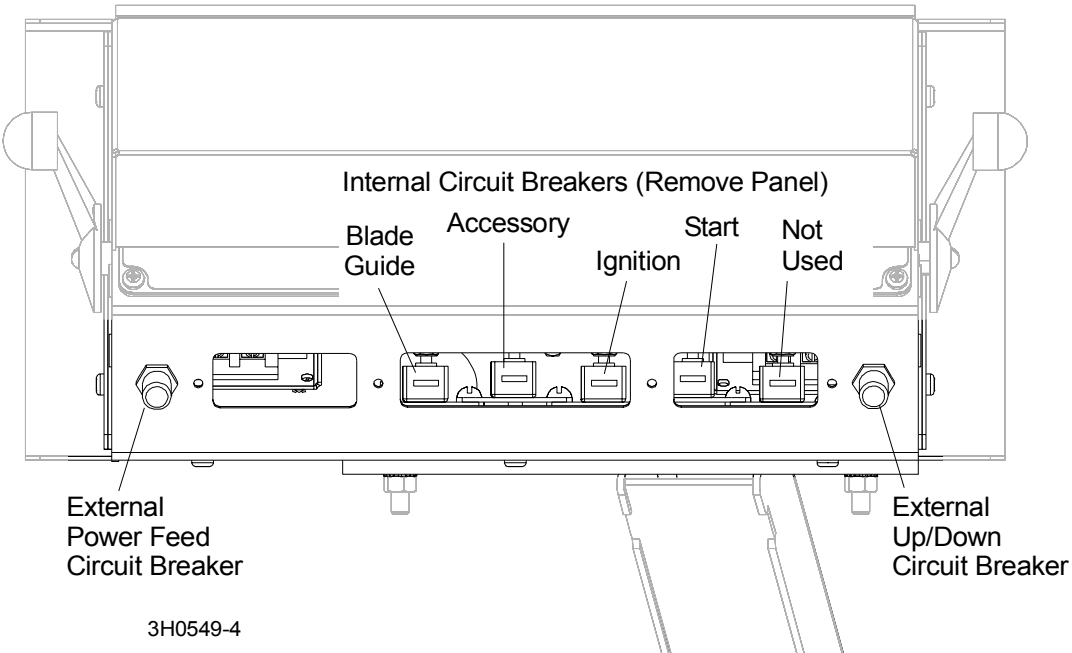 Internal Circuit Breakers (Remove Panel)
Blade
Guide
Accessory
Ignition
Start
Not
Used
External
Power Feed
Circuit Breaker
External
Up/Down
Circuit Breaker
3H0549-4